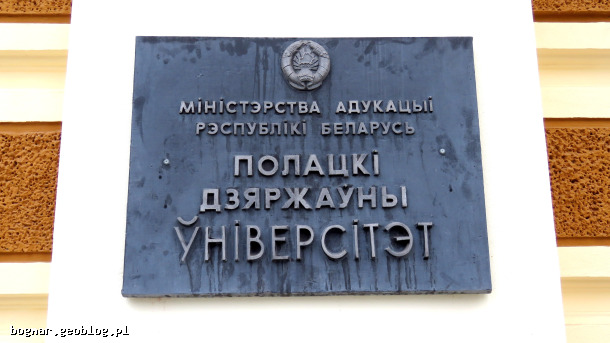 МІНІСТЭРСТВА АДУКАЦЫІ
РЭСПУБЛІКІ БЕЛАРУСЬ
ПОЛАЦКІ
ДЗЯРЖАЎНЫ
ЎНІВЕРСІТЭТ
bognar.geoblog.pl